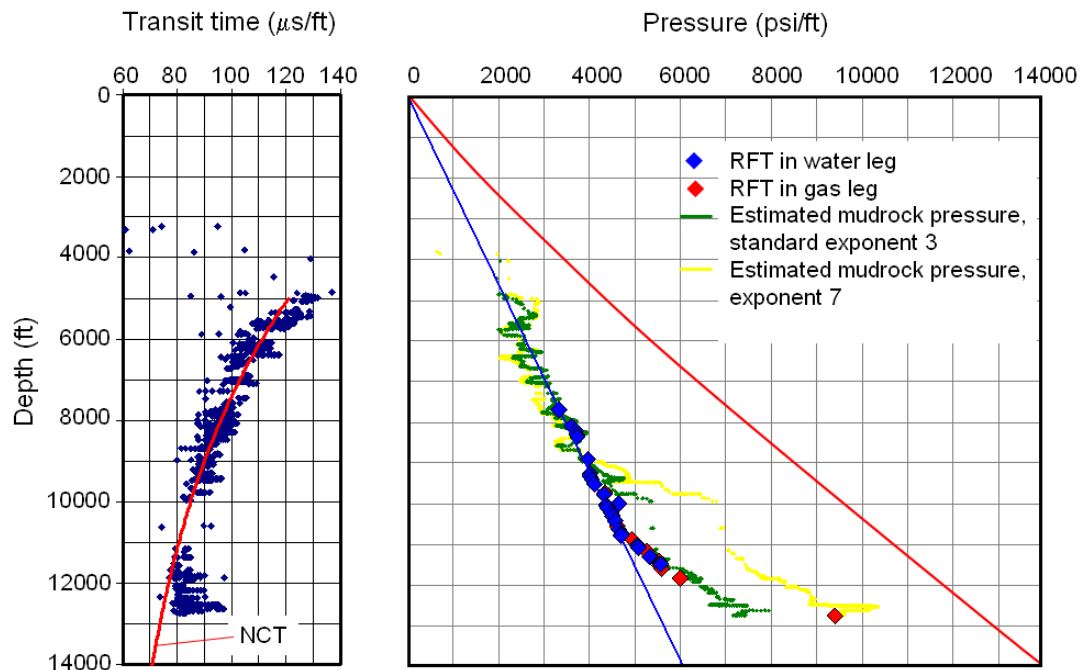 Transit time (μs/ft)
Pressure (psi/ft)
60 80 100 120 140
0 2000 4000 6000 8000 10000 12000 14000
0
2000
4000
6000
8000
10000
12000
14000
Depth (ft)
NCT
RFT in water leg
RFT in gas leg
Estimated mudrock pressure,
standard exponent 3
Estimated mudrock pressure,
exponent 7